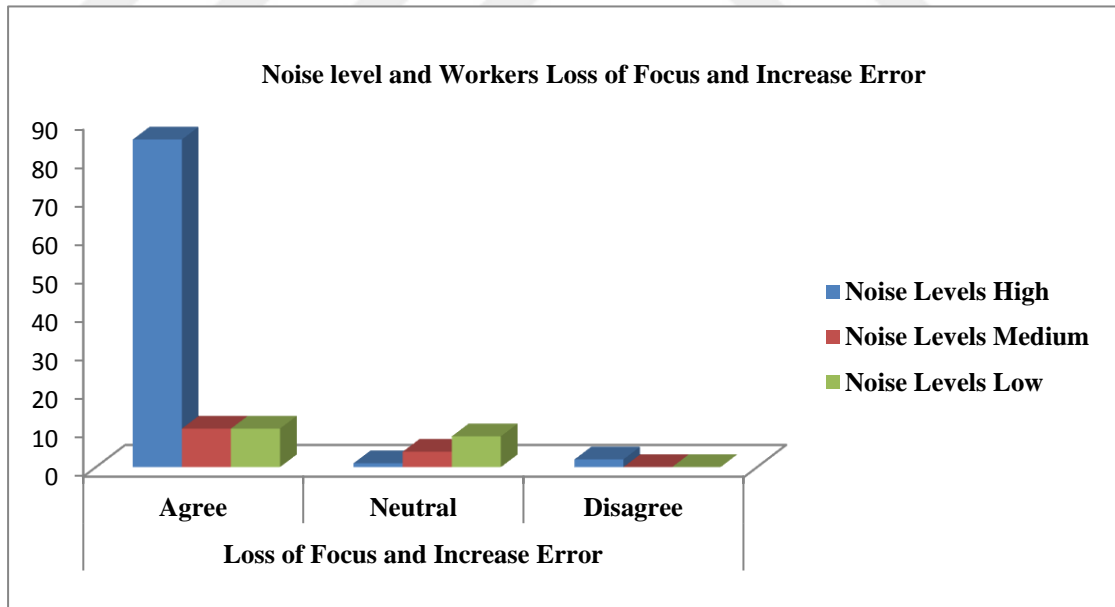 Noise level and Workers Loss of Focus and Increase Error
90
80
70
60
50
40
30
20
10
0
Agree
Neutral
Disagree
Loss of Focus and Increase Error
Noise Levels High
Noise Levels Medium
Noise Levels Low